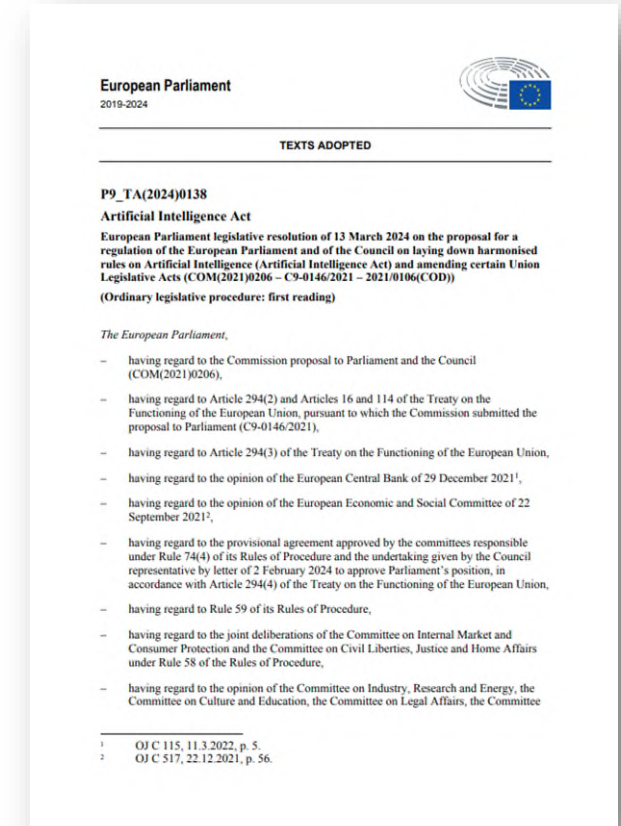 European Parliament
2019-2024
TEXTS ADOPTED
P9_TA(2024)0138
Artificial Intelligence Act
European Parliament legislative resolution of 13 March 2024 on the proposal for a
regulation of the European Parliament and of the Council on laying down harmonised
rules on Artificial Intelligence (Artificial Intelligence Act) and amending certain Union
Legislative Acts (COM(2021)0206 – C9-0146/2021 – 2021/0106(COD))
(Ordinary legislative procedure: first reading)
The European Parliament,
– having regard to the Commission proposal to Parliament and the Council
(COM(2021)0206),
– having regard to Article 294(2) and Articles 16 and 114 of the Treaty on the
Functioning of the European Union, pursuant to which the Commission submitted the
proposal to Parliament (C9-0146/2021),
– having regard to Article 294(3) of the Treaty on the Functioning of the European Union,
– having regard to the opinion of the European Central Bank of 29 December 2021¹,
– having regard to the opinion of the European Economic and Social Committee of 22
September 2021²,
– having regard to the provisional agreement approved by the committees responsible
under Rule 74(4) of its Rules of Procedure and the undertaking given by the Council
representative by letter of 2 February 2024 to approve Parliament's position, in
accordance with Article 294(4) of the Treaty on the Functioning of the European Union,
– having regard to Rule 59 of its Rules of Procedure,
– having regard to the joint deliberations of the Committee on Internal Market and
Consumer Protection and the Committee on Civil Liberties, Justice and Home Affairs
under Rule 58 of the Rules of Procedure,
– having regard to the opinion of the Committee on Industry, Research and Energy, the
Committee on Culture and Education, the Committee on Legal Affairs, the Committee
¹ OJ C 115, 11.3.2022, p. 5.
² OJ C 517, 22.12.2021, p. 56.